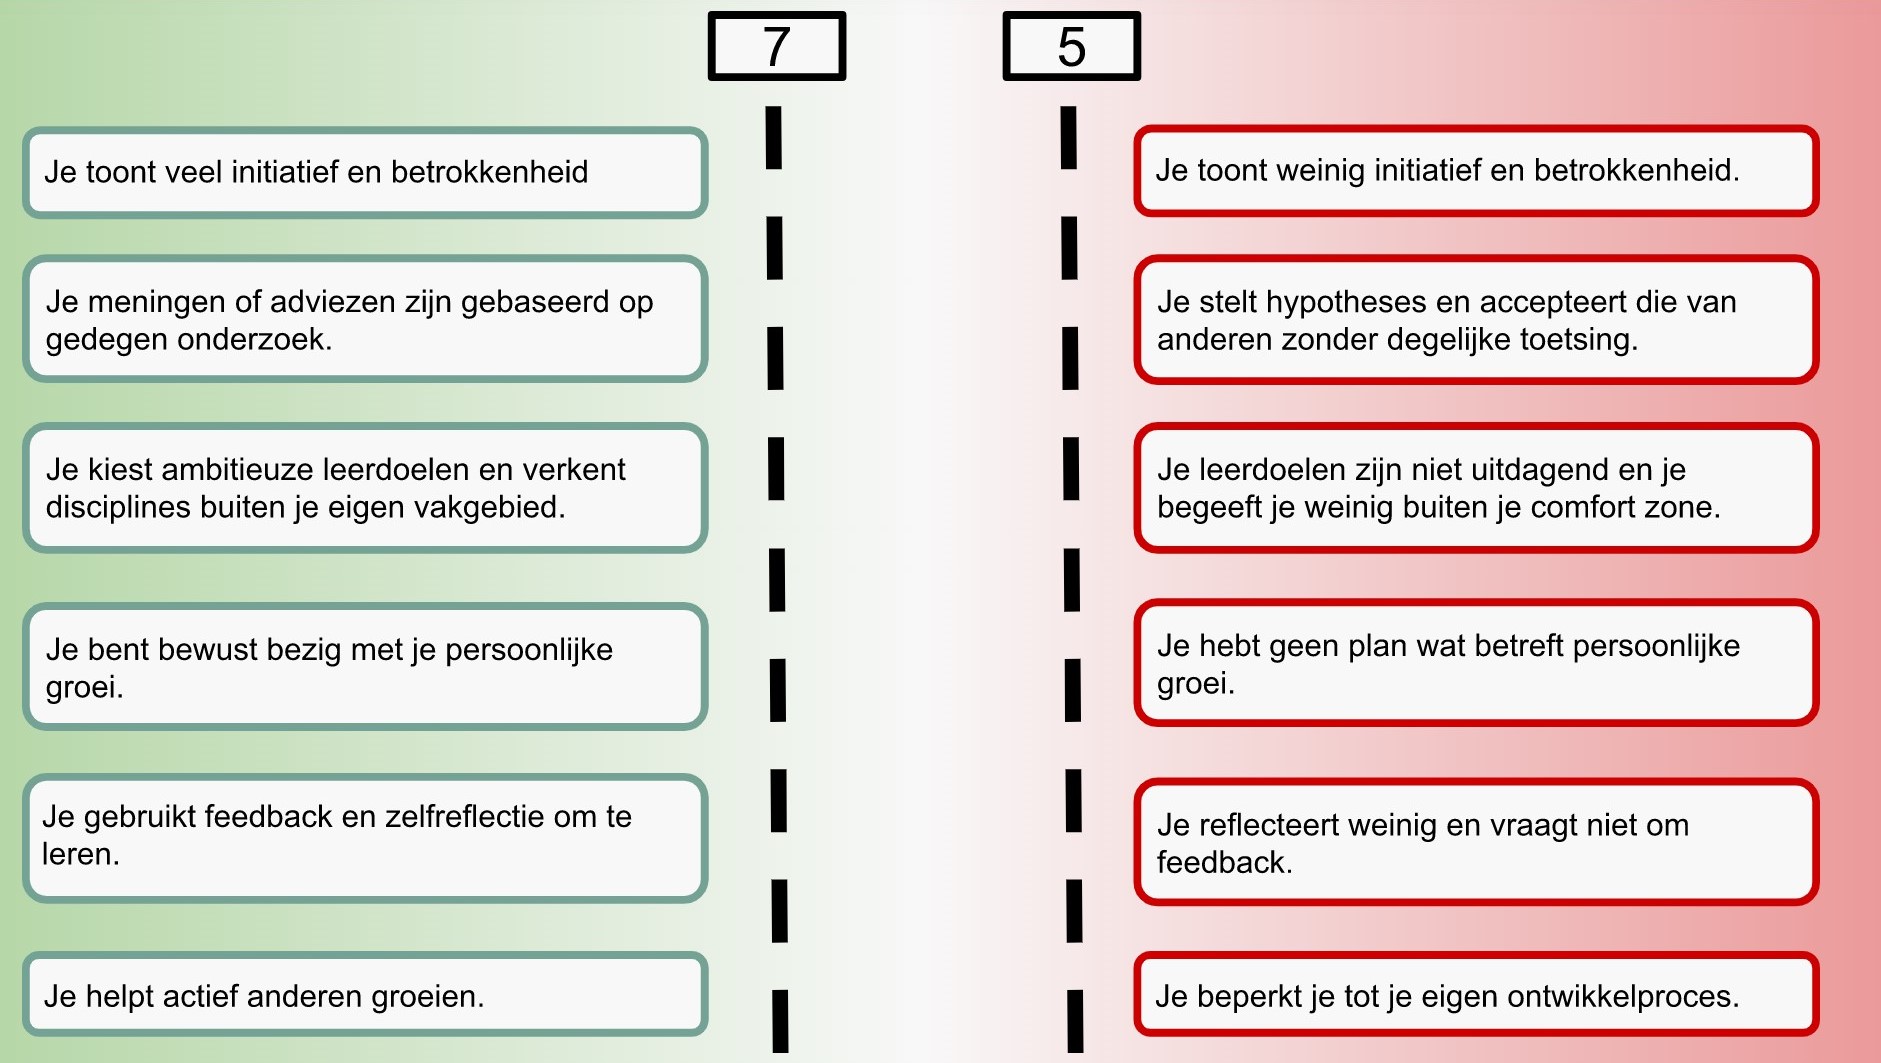 7
5
Je toont veel initiatief en betrokkenheid
Je toont weinig initiatief en betrokkenheid.
Je meningen of adviezen zijn gebaseerd op
gedegen onderzoek.
Je stelt hypotheses en accepteert die van
anderen zonder degelijke toetsing.
Je kiest ambitieuze leerdoelen en verkent
disciplines buiten je eigen vakgebied.
Je leerdoelen zijn niet uitdagend en je
begeeft je weinig buiten je comfort zone.
Je bent bewust bezig met je persoonlijke
groei.
Je hebt geen plan wat betreft persoonlijke
groei.
Je gebruikt feedback en zelfreflectie om te
leren.
Je reflecteert weinig en vraagt niet om
feedback.
Je helpt actief anderen groeien.
Je beperkt je tot je eigen ontwikkelproces.